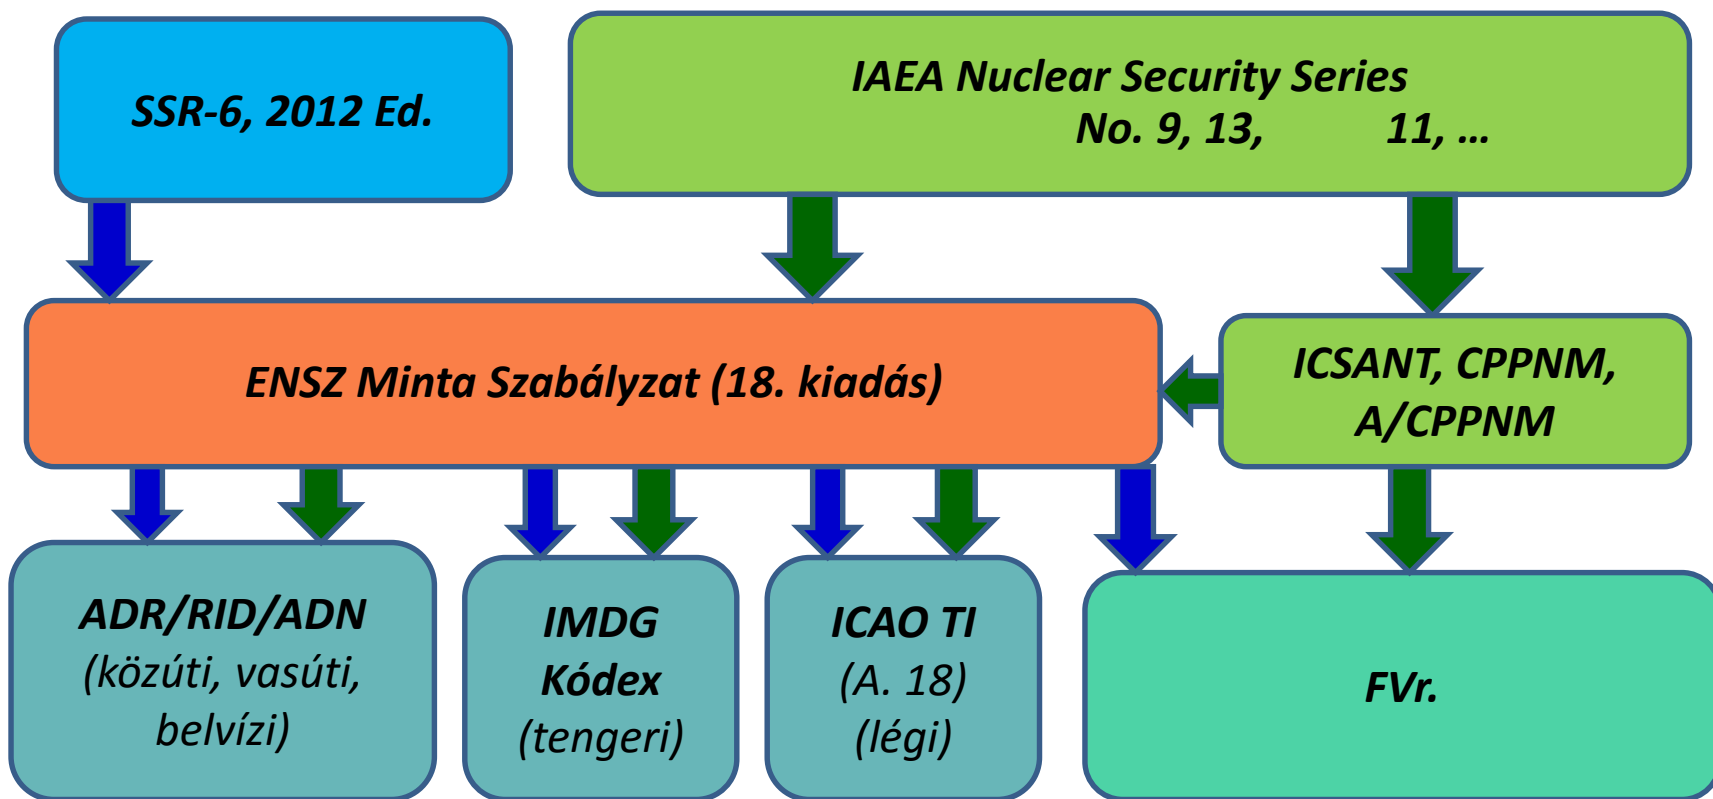 SSR-6, 2012 Ed.
IAEA Nuclear Security Series
No. 9, 13, 11, ...
ENSZ Minta Szabályzat (18. kiadás)
ICSANT, CPPNM,
A/CPPNM
ADR/RID/ADN
(közúti, vasúti,
belvízi)
IMDG
Kódex
(tengeri)
ICAO TI
(A. 18)
(légi)
FVr.